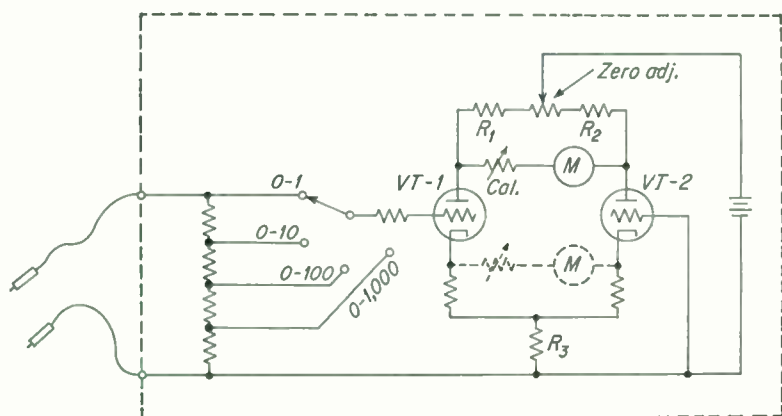 Zero adj.
R1
R2
M
Cal.
VT-1
VT-2
0-1
0-10
0-100
0-1,000
M
R3